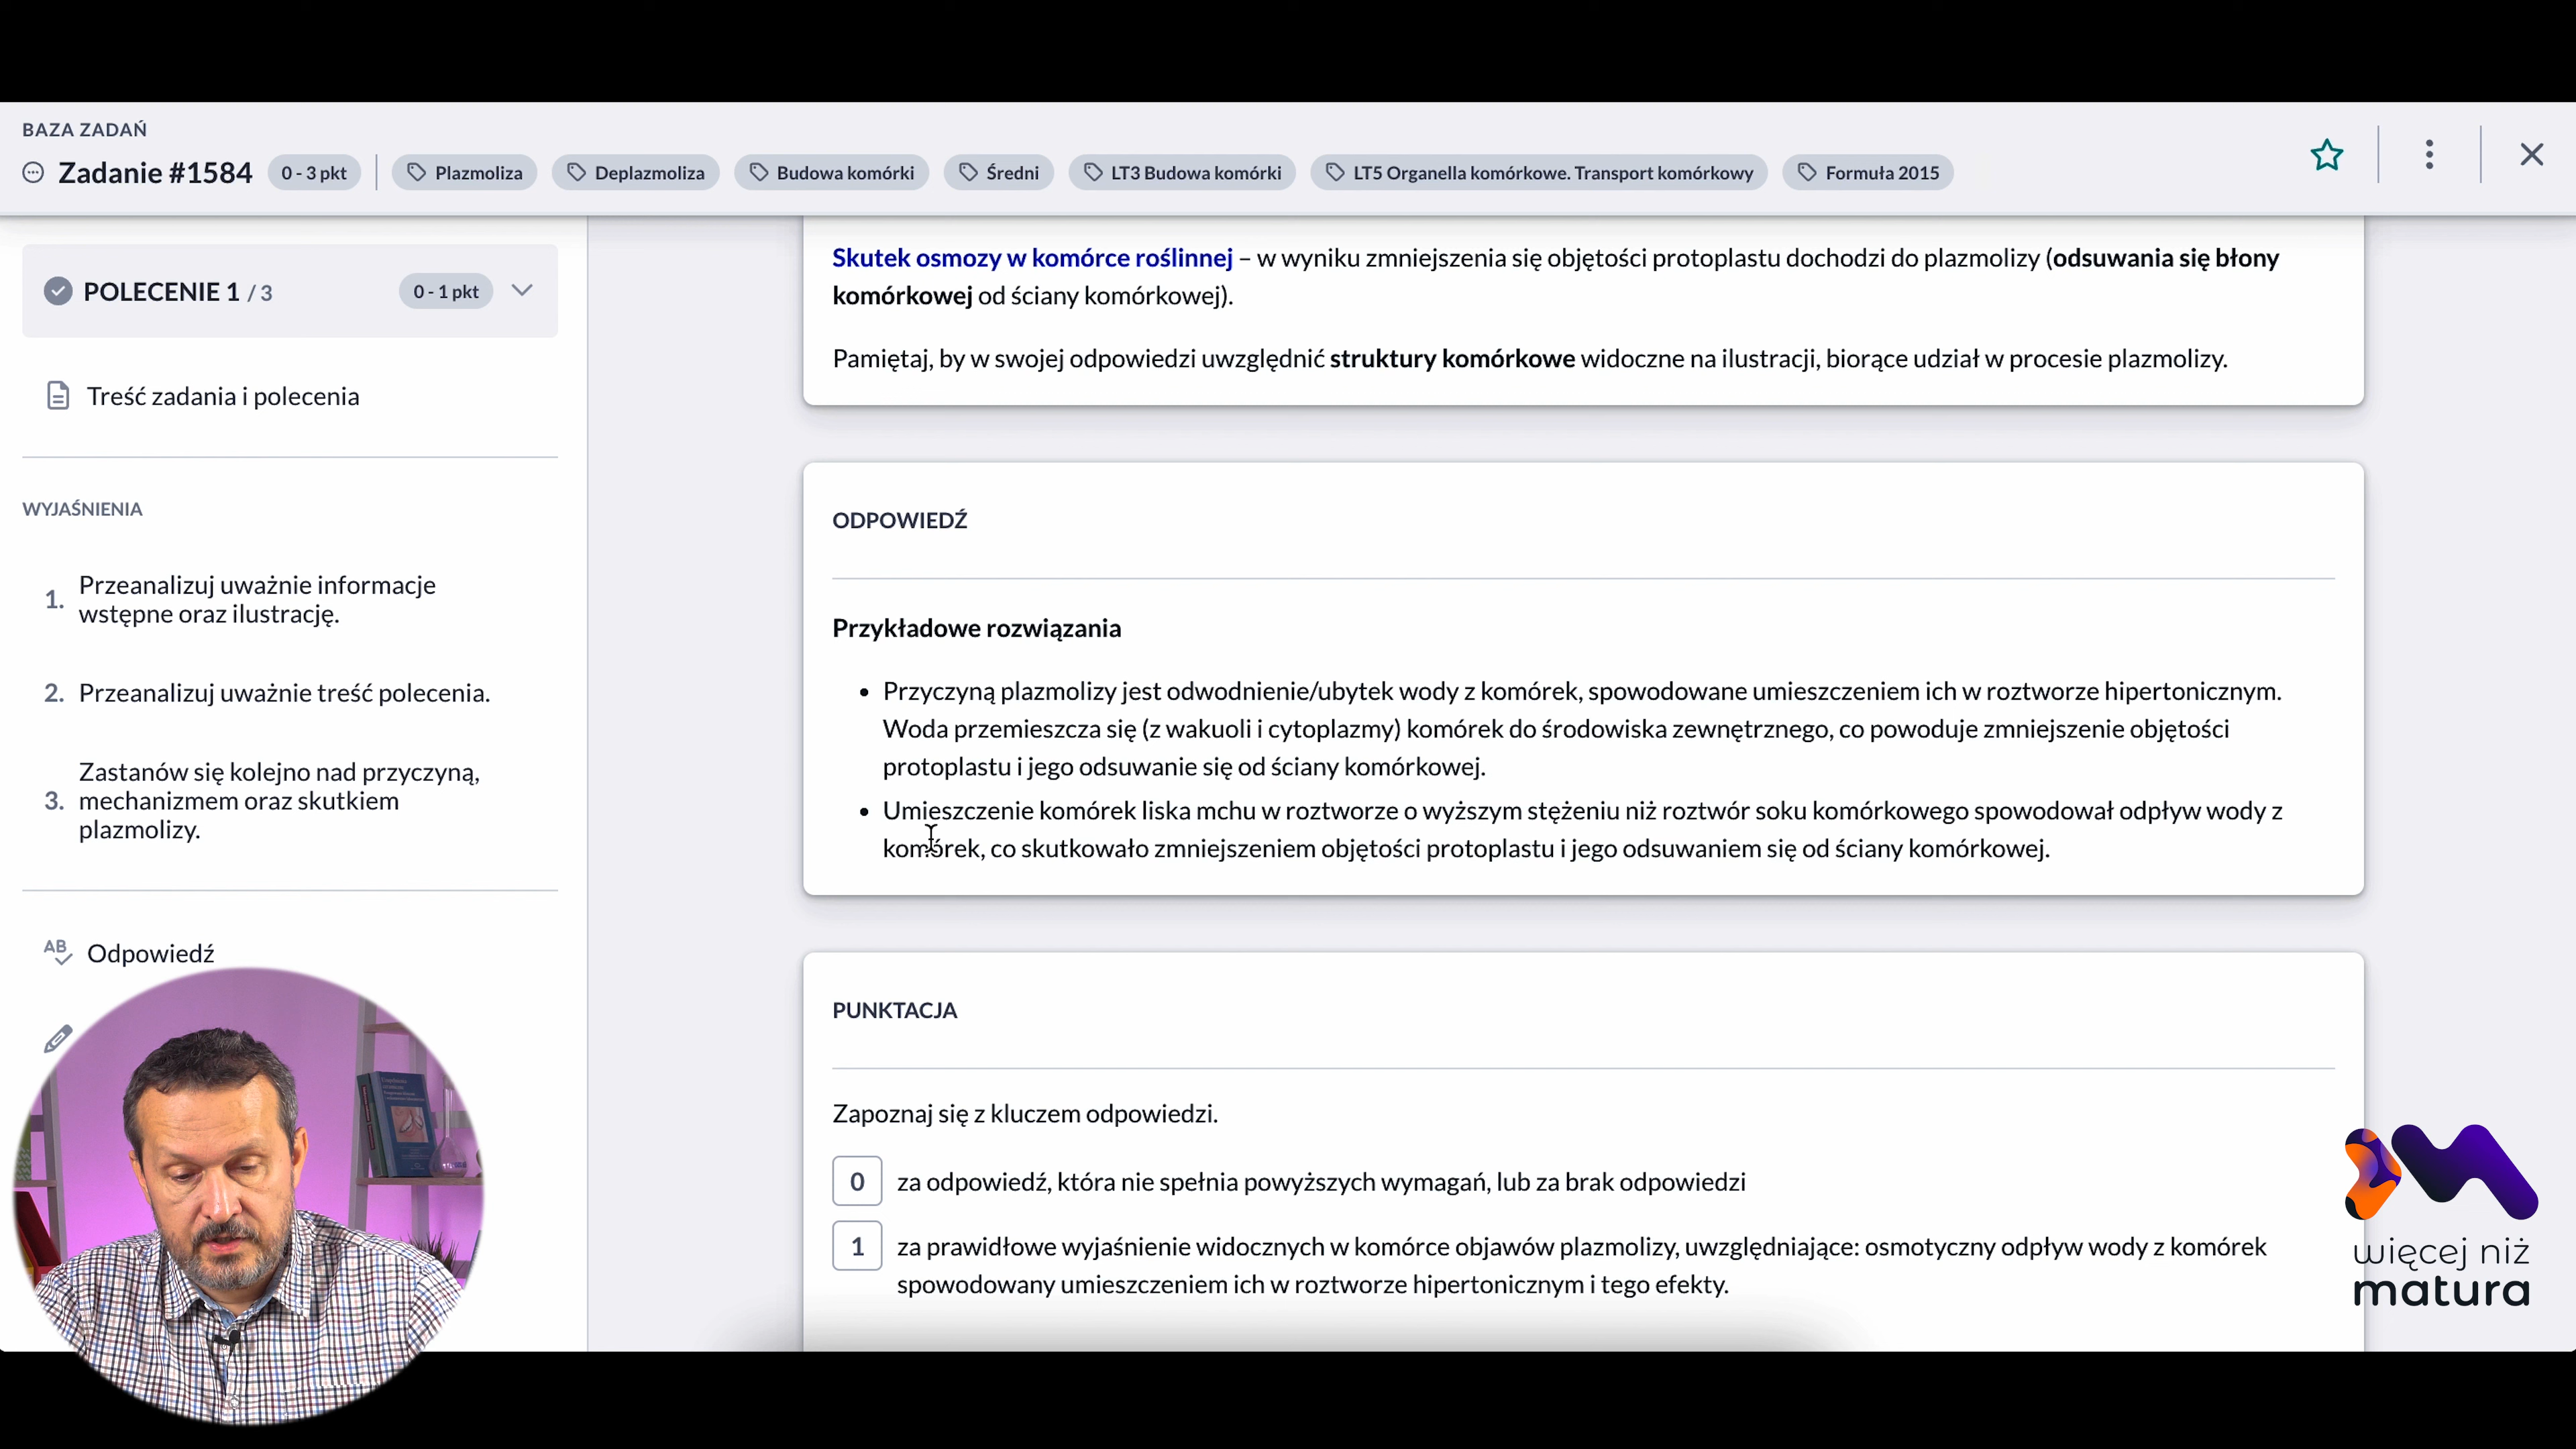 BAZA ZADAŃ
Zadanie #1584 0 - 3 pkt Plazmoliza Deplazmoliza Budowa komórki Średni LT3 Budowa komórki LT5 Organella komórkowe. Transport komórkowy Formuła 2015
POLECENIE 1 / 3 0 - 1 pkt
Treść zadania i polecenia
WYJAŚNIENIA
1. Przeanalizuj uważnie informacje
wstępne oraz ilustrację.
2. Przeanalizuj uważnie treść polecenia.
3. Zastanów się kolejno nad przyczyną,
mechanizmem oraz skutkiem
plazmolizy.
AB Odpowiedź
Skutek osmozy w komórce roślinnej – w wyniku zmniejszenia się objętości protoplastu dochodzi do plazmolizy (odsuwania się błony
komórkowej od ściany komórkowej).
Pamiętaj, by w swojej odpowiedzi uwzględnić struktury komórkowe widoczne na ilustracji, biorące udział w procesie plazmolizy.
ODPOWIEDŹ
Przykładowe rozwiązania
• Przyczyną plazmolizy jest odwodnienie/ubytek wody z komórek, spowodowane umieszczeniem ich w roztworze hipertonicznym.
Woda przemieszcza się (z wakuoli i cytoplazmy) komórek do środowiska zewnętrznego, co powoduje zmniejszenie objętości
protoplastu i jego odsuwanie się od ściany komórkowej.
• Umieszczenie komórek liska mchu w roztworze o wyższym stężeniu niż roztwór soku komórkowego spowodował odpływ wody z
komórek, co skutkowało zmniejszeniem objętości protoplastu i jego odsuwaniem się od ściany komórkowej.
PUNKTACJA
Zapoznaj się z kluczem odpowiedzi.
0 za odpowiedź, która nie spełnia powyższych wymagań, lub za brak odpowiedzi
1 za prawidłowe wyjaśnienie widocznych w komórce objawów plazmolizy, uwzględniające: osmotyczny odpływ wody z komórek
spowodowany umieszczeniem ich w roztworze hipertonicznym i tego efekty.
więcej niż
matura